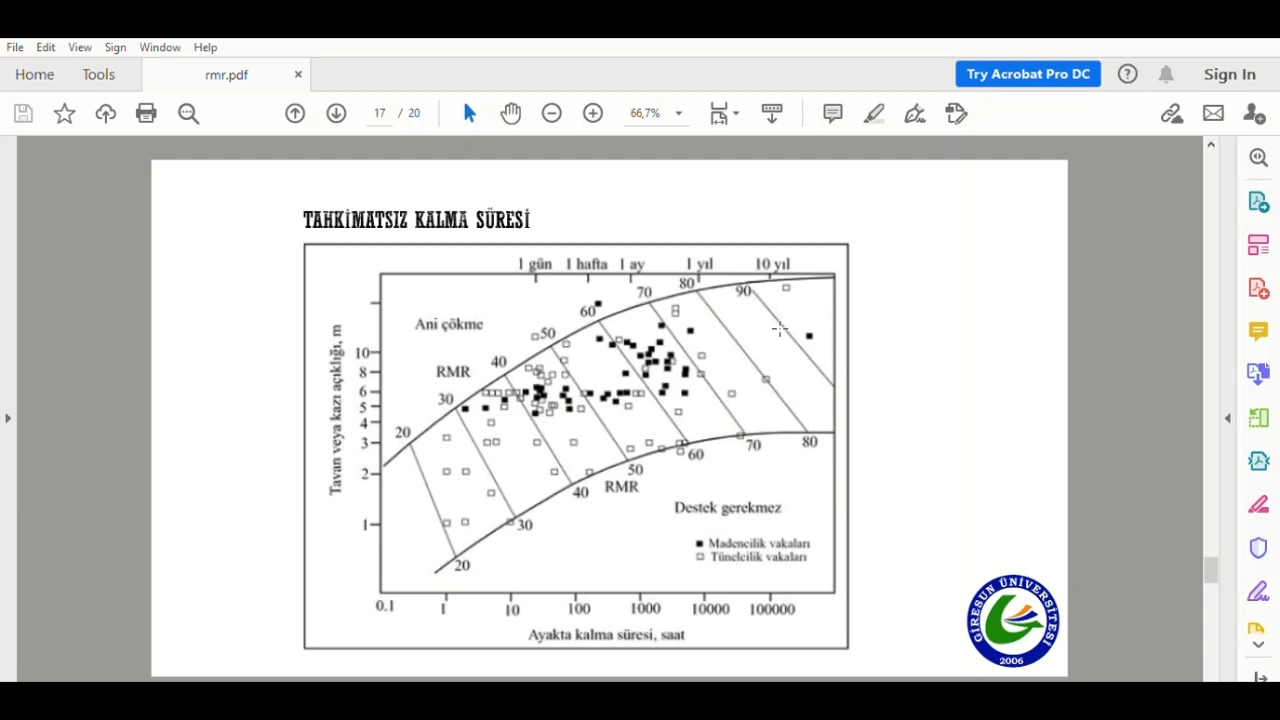 File Edit View Sign Window Help
Home Tools rmr.pdf × Try Acrobat Pro DC Sign In
17 / 20 66,7%
TAHKİMATSIZ KALMA SÜRESİ
1 gün 1 hafta 1 ay 1 yıl 10 yıl
80
90
70
60
Ani çökme
50
10
40
RMR
8
6
30
5
4
20
3
70
80
60
2
50
RMR
40
Destek gerekmez
1
30
Madencilik vakaları
Tünelcilik vakaları
20
0.1 1 10 100 1000 10000 100000
Ayakta kalma süresi, saat
Tavan veya kazı açıklığı, m
GİRESUN ÜNİVERSİTESİ
2006